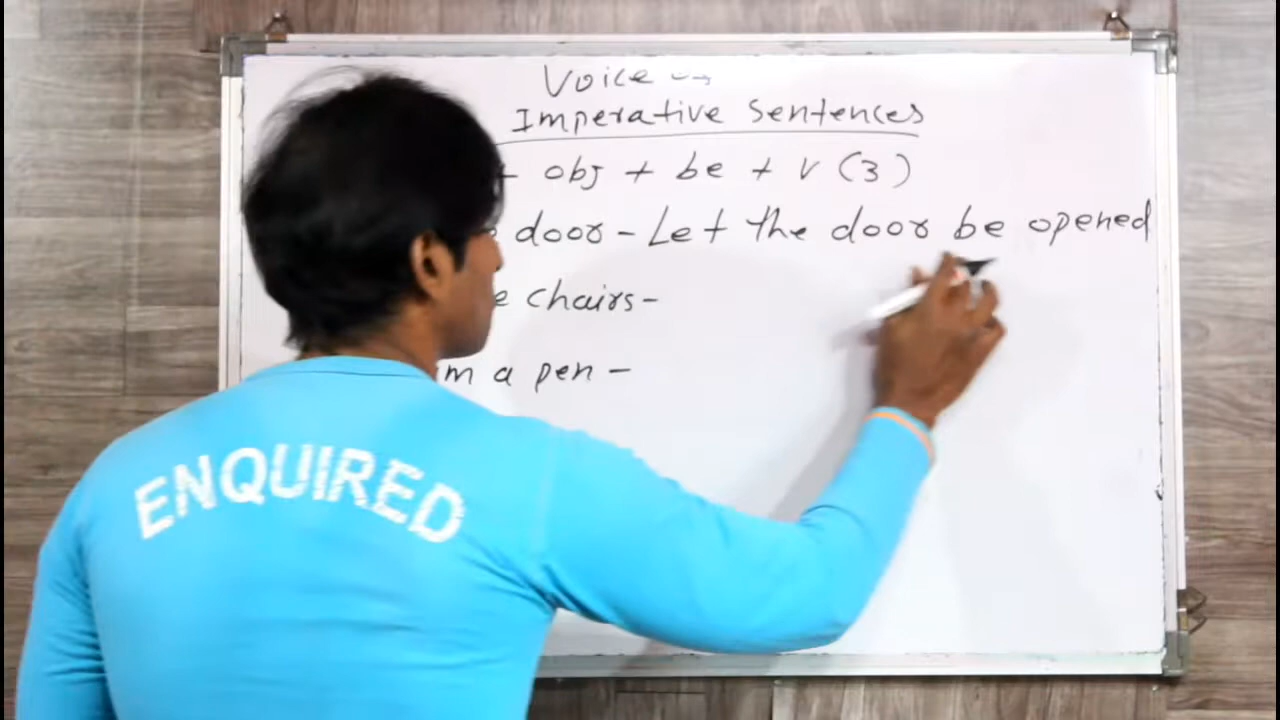 Voice
Imperative Sentences
+ obj + be + v (3)
door - Let the door be opened
chairs -
a pen -
ENQUIRED